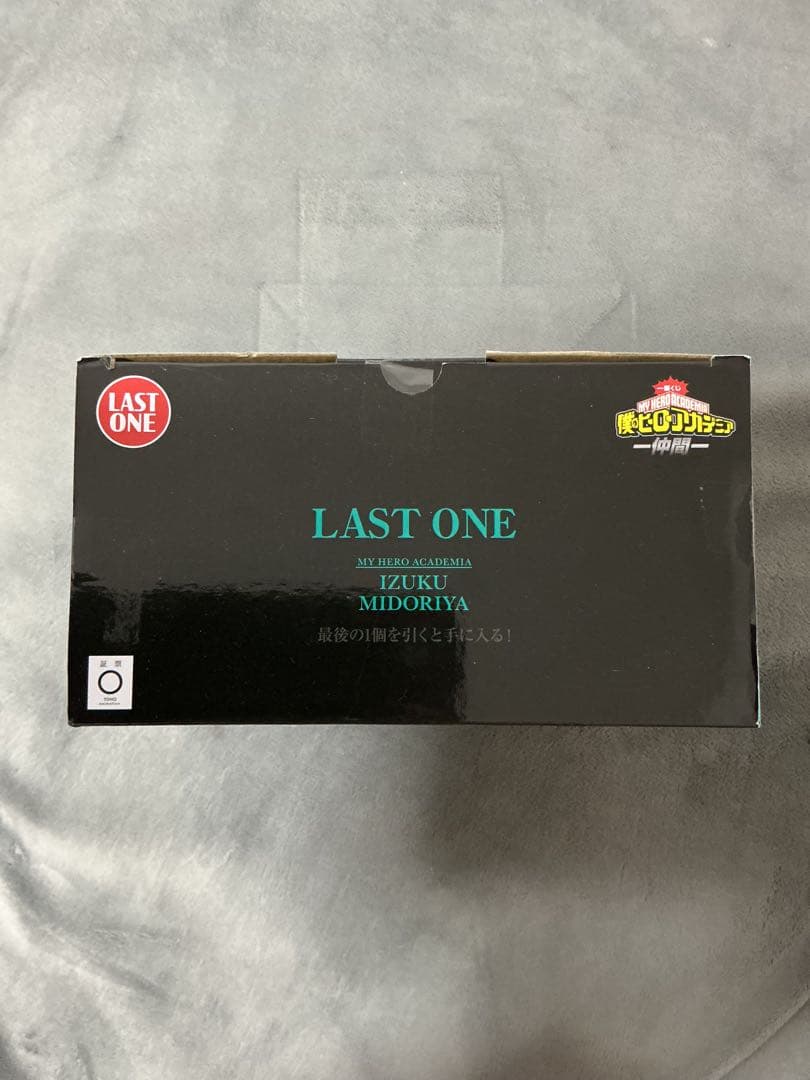 LAST
ONE
一番くじ
MY HERO ACADEMIA
僕のヒーローアカデミア
―仲間―
LAST ONE
MY HERO ACADEMIA
IZUKU
MIDORIYA
最後の1個を引くと手に入る!
証 票
TOHO
animation